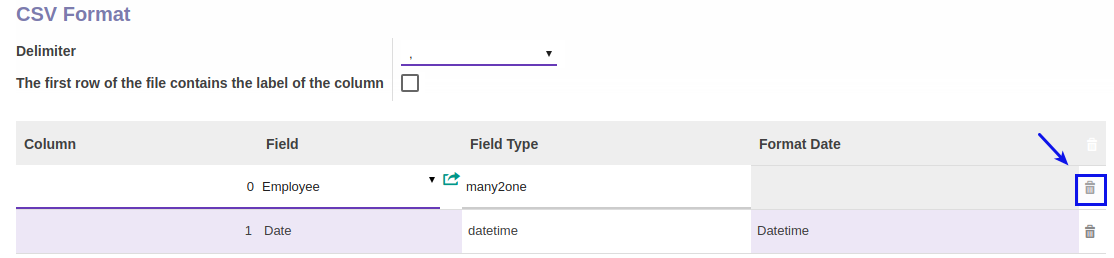 CSV Format
Delimiter ,
The first row of the file contains the label of the column
Column Field Field Type Format Date
0 Employee many2one
1 Date datetime Datetime